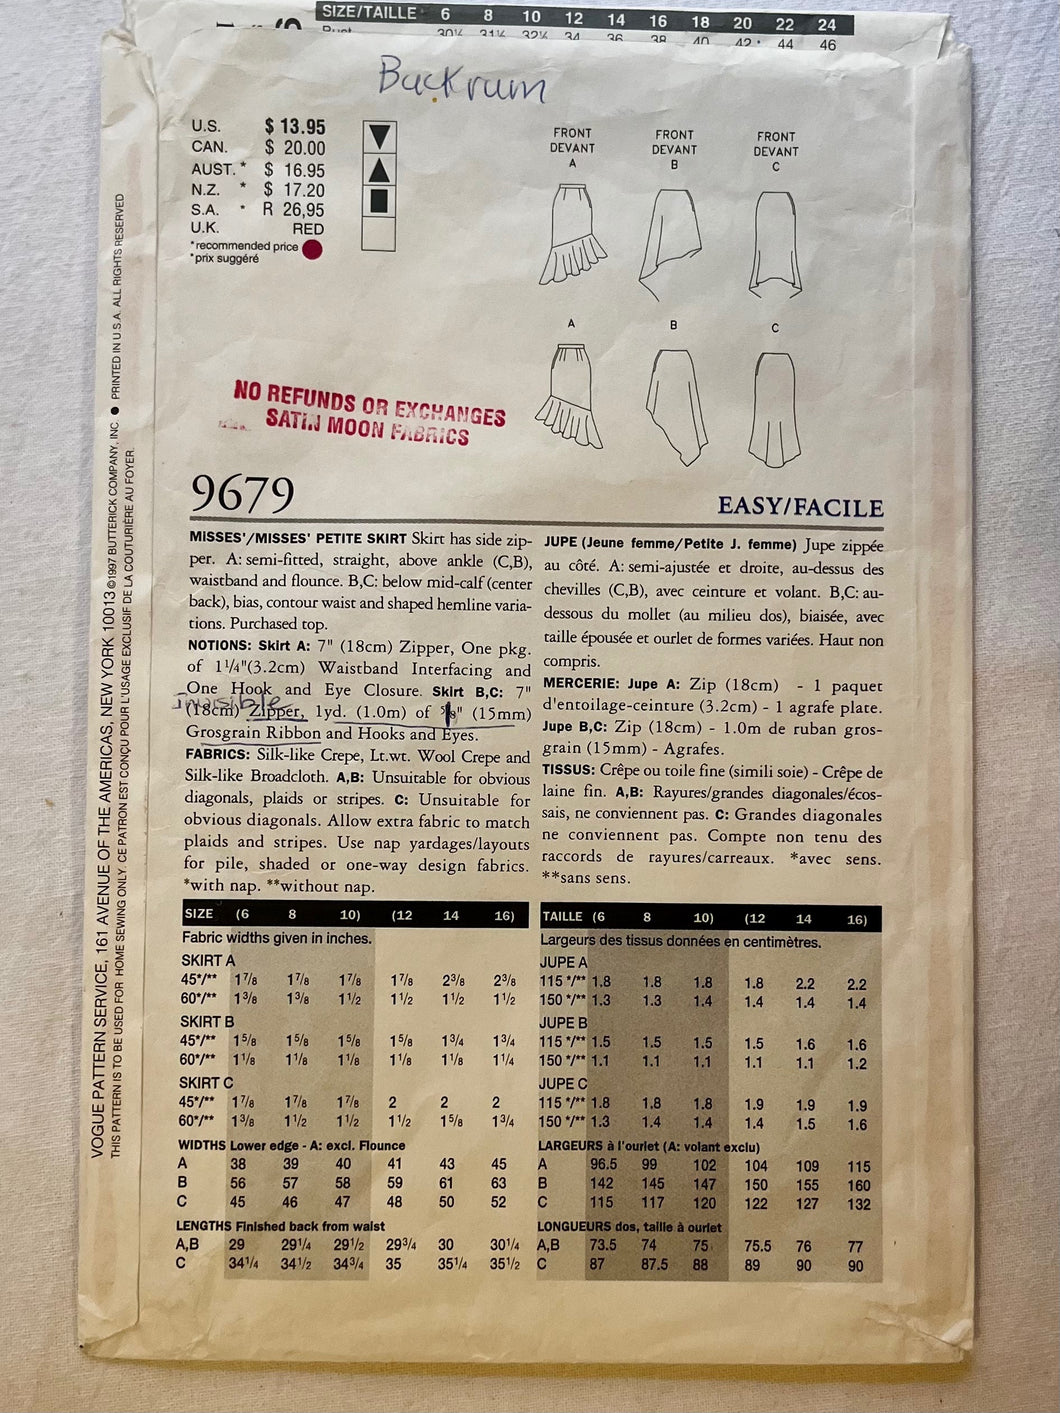 SIZE/TAILLE 6 8 10 12 14 16 18 20 22 24
Bust 30½ 31½ 32½ 34 36 38 40 42 44 46
Buckrum
U.S. $ 13.95
CAN. $ 20.00
AUST. * $ 16.95
N.Z. * $ 17.20
S.A. * R 26,95
U.K. RED
*recommended price
*prix suggéré
FRONT DEVANT A
FRONT DEVANT B
FRONT DEVANT C
A B C
NO REFUNDS OR EXCHANGES
SATIN MOON FABRICS
9679
EASY/FACILE
MISSES'/MISSES' PETITE SKIRT Skirt has side zip-
per. A: semi-fitted, straight, above ankle (C,B),
waistband and flounce. B,C: below mid-calf (center
back), bias, contour waist and shaped hemline varia-
tions. Purchased top.
NOTIONS: Skirt A: 7" (18cm) Zipper, One pkg.
of 1¼"(3.2cm) Waistband Interfacing and
One Hook and Eye Closure. Skirt B,C: 7"
invisible
(18cm) Zipper, 1yd. (1.0m) of ⅝" (15mm)
Grosgrain Ribbon and Hooks and Eyes.
FABRICS: Silk-like Crepe, Lt.wt. Wool Crepe and
Silk-like Broadcloth. A,B: Unsuitable for obvious
diagonals, plaids or stripes. C: Unsuitable for
obvious diagonals. Allow extra fabric to match
plaids and stripes. Use nap yardages/layouts
for pile, shaded or one-way design fabrics.
*with nap. **without nap.
JUPE (Jeune femme/Petite J. femme) Jupe zippée
au côté. A: semi-ajustée et droite, au-dessus des
chevilles (C,B), avec ceinture et volant. B,C: au-
dessous du mollet (au milieu dos), biaisée, avec
taille épousée et ourlet de formes variées. Haut non
compris.
MERCERIE: Jupe A: Zip (18cm) - 1 paquet
d'entoilage-ceinture (3.2cm) - 1 agrafe plate.
Jupe B,C: Zip (18cm) - 1.0m de ruban gros-
grain (15mm) - Agrafes.
TISSUS: Crêpe ou toile fine (simili soie) - Crêpe de
laine fin. A,B: Rayures/grandes diagonales/écos-
sais, ne conviennent pas. C: Grandes diagonales
ne conviennent pas. Compte non tenu des
raccords de rayures/carreaux. *avec sens.
**sans sens.
SIZE (6 8 10) (12 14 16)
Fabric widths given in inches.
SKIRT A
45*/** 1⅞ 1⅞ 1⅞ 1⅞ 2⅜ 2⅜
60*/** 1⅜ 1⅜ 1½ 1½ 1½ 1½
SKIRT B
45*/** 1⅝ 1⅝ 1⅝ 1⅝ 1¾ 1¾
60*/** 1⅛ 1⅛ 1⅛ 1⅛ 1⅛ 1¼
SKIRT C
45*/** 1⅞ 1⅞ 1⅞ 2 2 2
60*/** 1⅜ 1½ 1½ 1½ 1⅝ 1¾
WIDTHS Lower edge - A: excl. Flounce
A 38 39 40 41 43 45
B 56 57 58 59 61 63
C 45 46 47 48 50 52
LENGTHS Finished back from waist
A,B 29 29¼ 29½ 29¾ 30 30¼
C 34¼ 34½ 34¾ 35 35¼ 35½
TAILLE (6 8 10) (12 14 16)
Largeurs des tissus données en centimètres.
JUPE A
115 */** 1.8 1.8 1.8 1.8 2.2 2.2
150 */** 1.3 1.3 1.4 1.4 1.4 1.4
JUPE B
115 */** 1.5 1.5 1.5 1.5 1.6 1.6
150 */** 1.1 1.1 1.1 1.1 1.1 1.2
JUPE C
115 */** 1.8 1.8 1.8 1.9 1.9 1.9
150 */** 1.3 1.4 1.4 1.4 1.5 1.6
LARGEURS à l'ourlet (A: volant exclu)
A 96.5 99 102 104 109 115
B 142 145 147 150 155 160
C 115 117 120 122 127 132
LONGUEURS dos, taille à ourlet
A,B 73.5 74 75 75.5 76 77
C 87 87.5 88 89 90 90
VOGUE PATTERN SERVICE, 161 AVENUE OF THE AMERICAS, NEW YORK 10013 ©1997 BUTTERICK COMPANY, INC. ● PRINTED IN U.S.A. ALL RIGHTS RESERVED
THIS PATTERN IS TO BE USED FOR HOME SEWING ONLY. CE PATRON EST CONÇU POUR L'USAGE EXCLUSIF DE LA COUTURIÈRE AU FOYER.